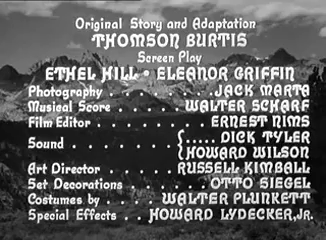 Original Story and Adaptation
THOMSON BURTIS
Screen Play
ETHEL HILL • ELEANOR GRIFFIN
Photography . . . . . . . . JACK MARTA
Musical Score . . . . . WALTER SCHARF
Film Editor . . . . . . . ERNEST NIMS
Sound . . . . . . { ..... DICK TYLER
HOWARD WILSON
Art Director . . . . RUSSELL KIMBALL
Set Decorations . . . . . OTTO SIEGEL
Costumes by . . . WALTER PLUNKETT
Special Effects . . HOWARD LYDECKER, Jr.